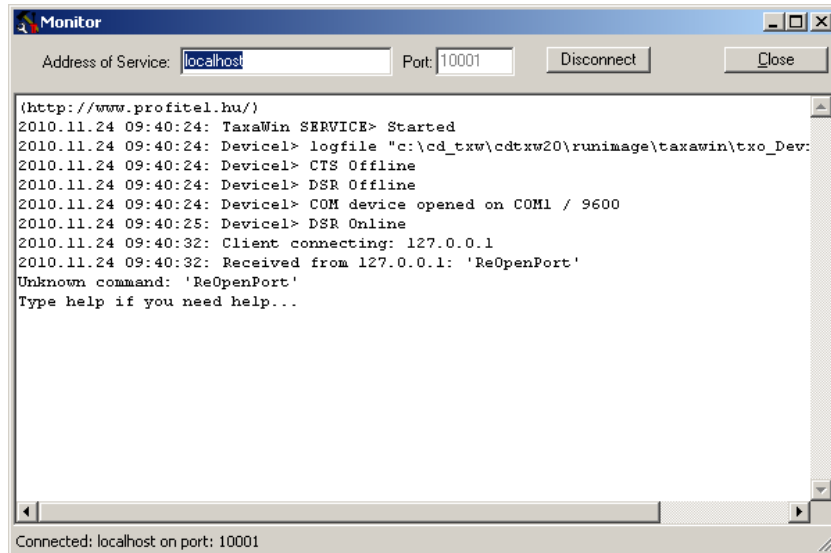 Monitor
Address of Service: localhost Port: 10001 Disconnect Close
(http://www.profitel.hu/)
2010.11.24 09:40:24: TaxaWin SERVICE> Started
2010.11.24 09:40:24: Device1> logfile "c:\cd_txw\cdtxw20\runimage\taxawin\txo_Dev:
2010.11.24 09:40:24: Device1> CTS Offline
2010.11.24 09:40:24: Device1> DSR Offline
2010.11.24 09:40:24: Device1> COM device opened on COM1 / 9600
2010.11.24 09:40:25: Device1> DSR Online
2010.11.24 09:40:32: Client connecting: 127.0.0.1
2010.11.24 09:40:32: Received from 127.0.0.1: 'ReOpenPort'
Unknown command: 'ReOpenPort'
Type help if you need help...
Connected: localhost on port: 10001